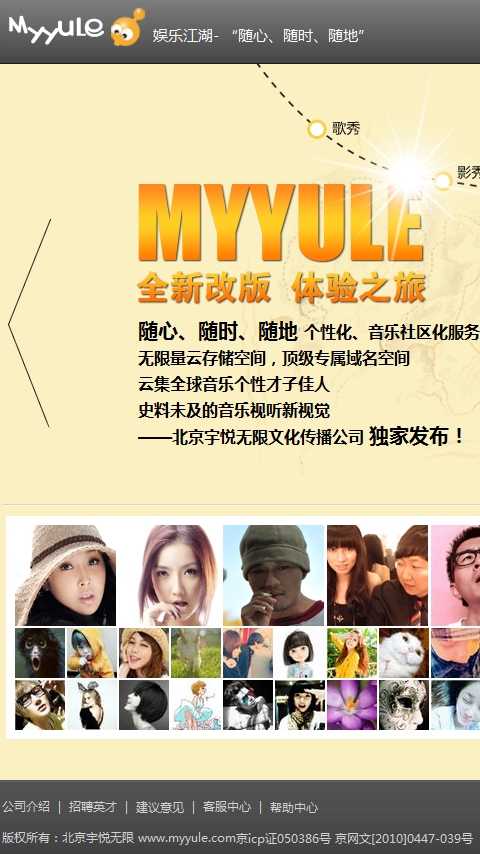 Myyule 娱乐江湖- “随心、随时、随地”
歌秀
影秀
MYYULE
全新改版 体验之旅
随心、随时、随地 个性化、音乐社区化服务
无限量云存储空间，顶级专属域名空间
云集全球音乐个性才子佳人
史料未及的音乐视听新视觉
——北京宇悦无限文化传播公司 独家发布！
公司介绍 | 招聘英才 | 建议意见 | 客服中心 | 帮助中心
版权所有：北京宇悦无限 www.myyule.com京icp证050386号 京网文[2010]0447-039号